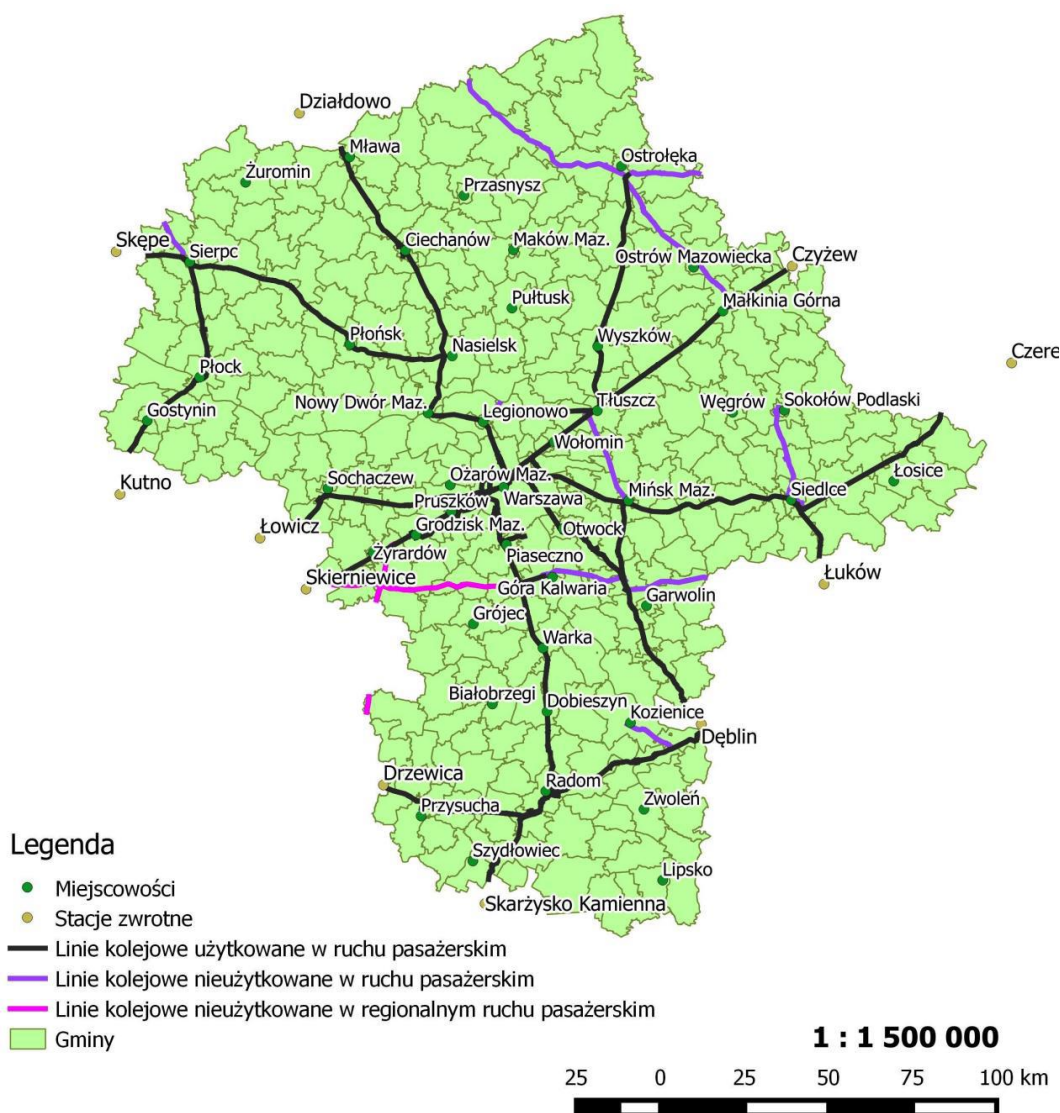 Działdowo
Mława
Ostrołęka
Żuromin
Przasnysz
Skępe
Sierpc
Ciechanów
Maków Maz.
Ostrów Mazowiecka
Czyżew
Małkinia Górna
Pułtusk
Płońsk
Nasielsk
Wyszków
Czere
Płock
Gostynin
Nowy Dwór Maz.
Legionowo
Tłuszcz
Węgrów
Sokołów Podlaski
Wołomin
Kutno
Sochaczew
Ożarów Maz.
Warszawa
Mińsk Maz.
Siedlce
Łosice
Pruszków
Łowicz
Grodzisk Maz.
Otwock
Żyrardów
Piaseczno
Skierniewice
Góra Kalwaria
Garwolin
Łuków
Grójec
Warka
Białobrzegi
Dobieszyn
Kozienice
Dęblin
Drzewica
Radom
Przysucha
Zwoleń
Szydłowiec
Lipsko
Skarżysko Kamienna
Legenda
Miejscowości
Stacje zwrotne
Linie kolejowe użytkowane w ruchu pasażerskim
Linie kolejowe nieużytkowane w ruchu pasażerskim
Linie kolejowe nieużytkowane w regionalnym ruchu pasażerskim
Gminy
1 : 1 500 000
25 0 25 50 75 100 km